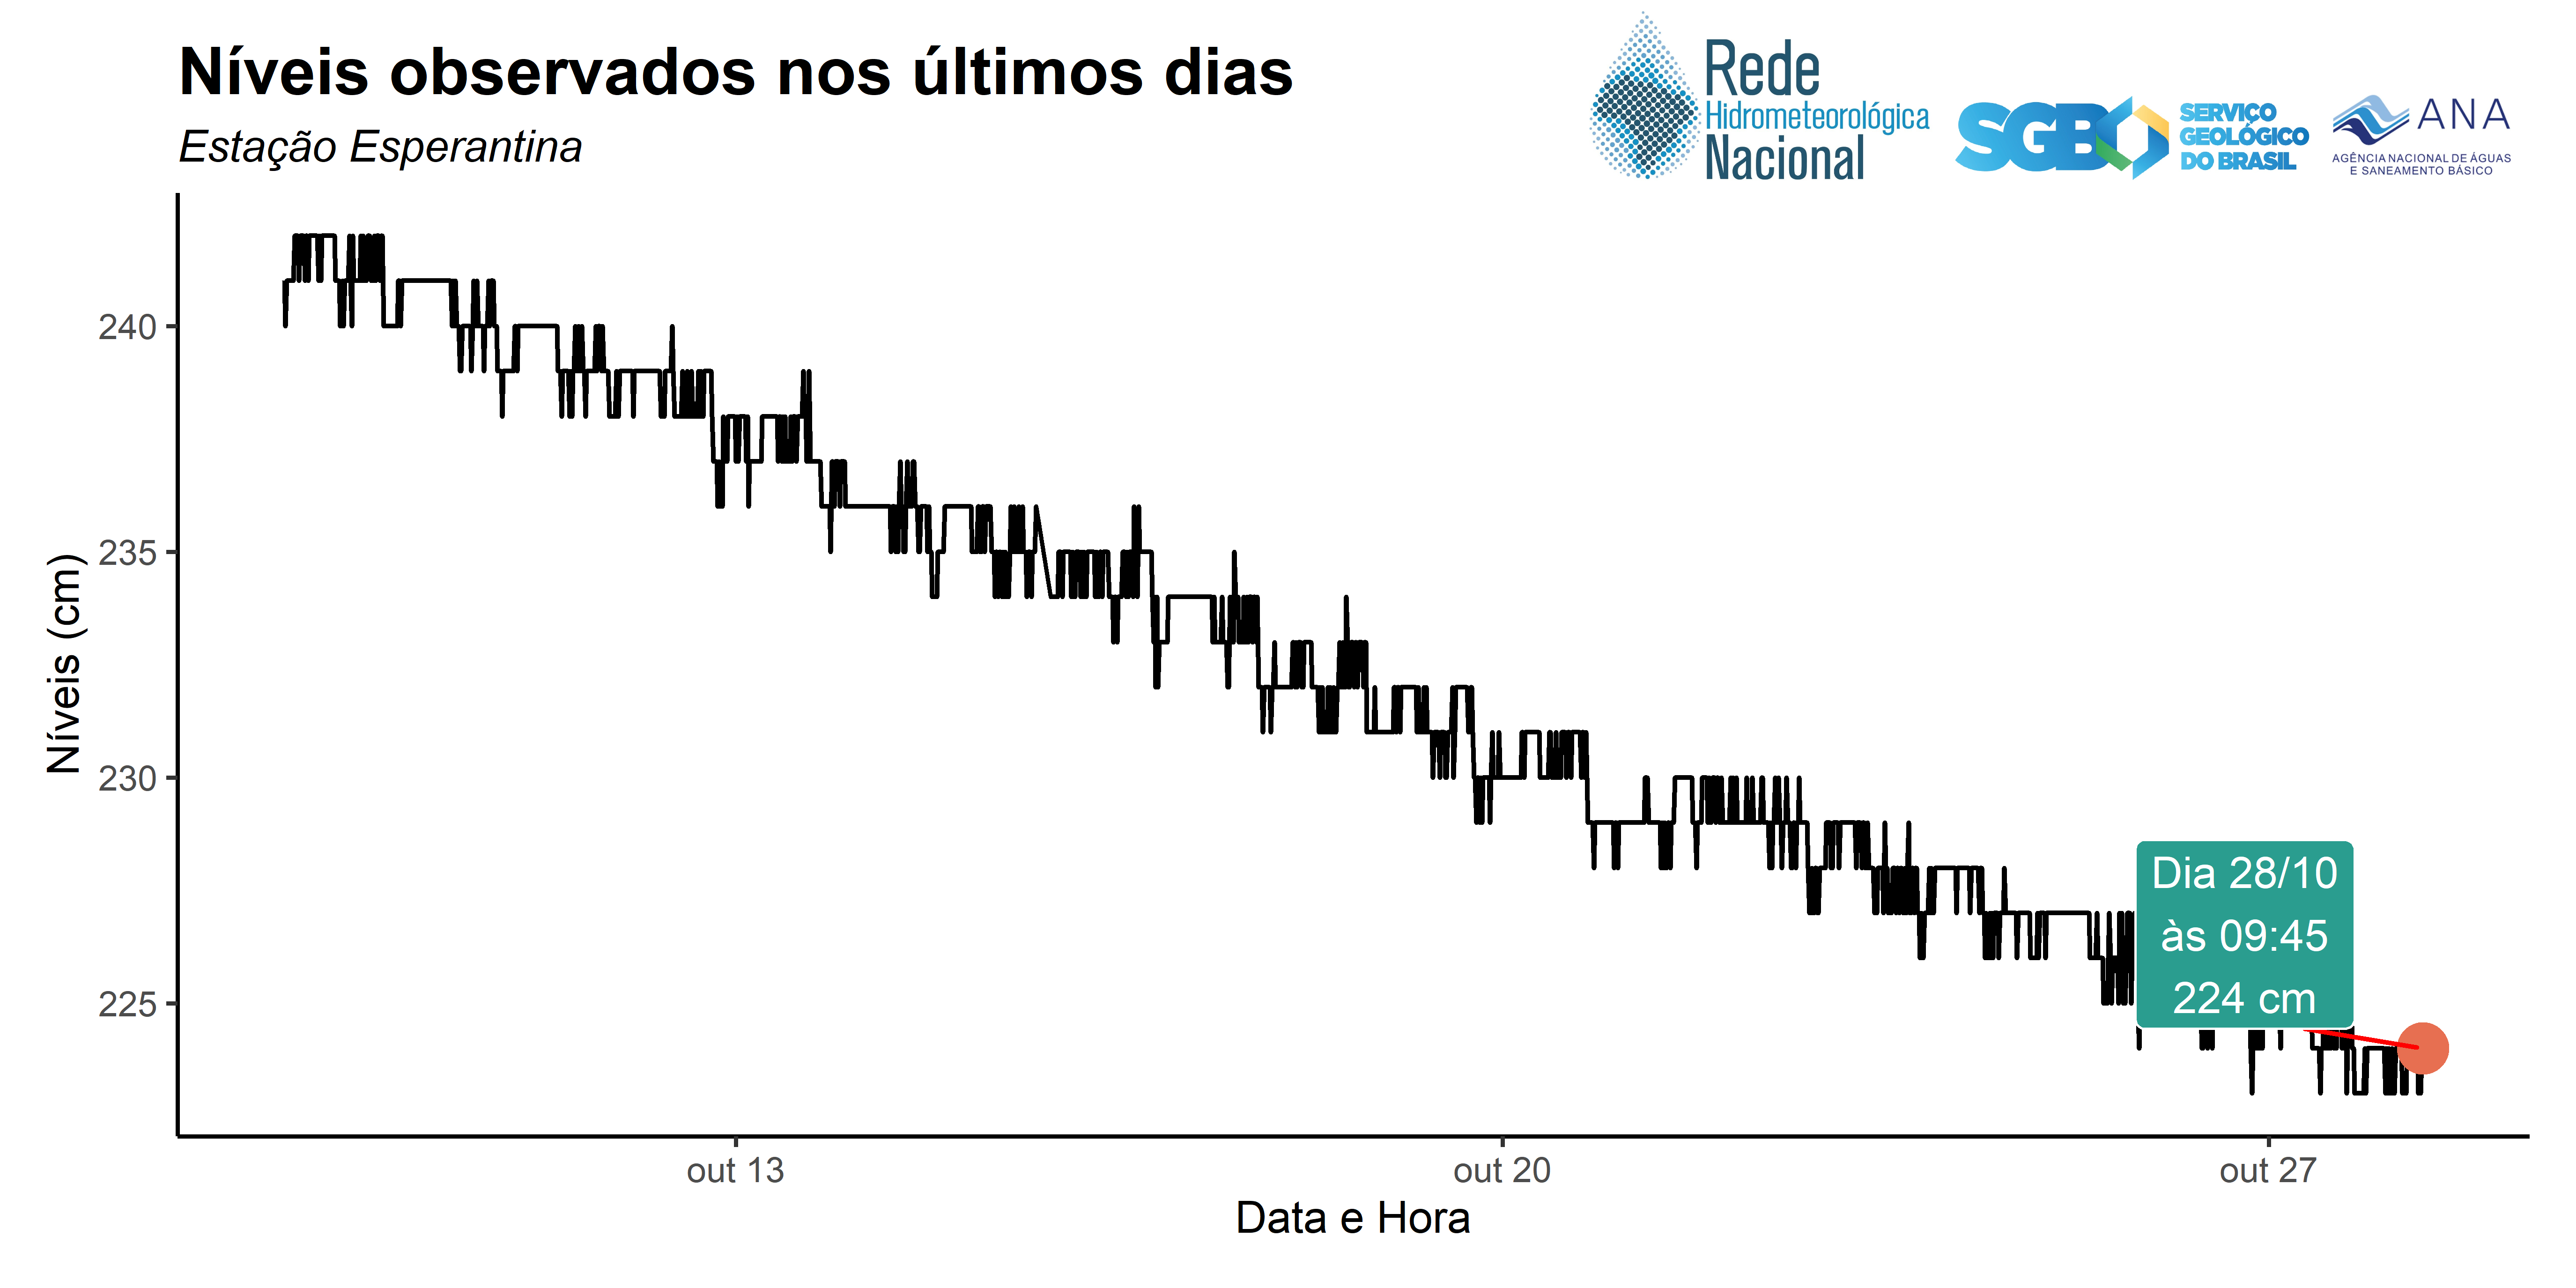 Níveis observados nos últimos dias
Estação Esperantina
Rede
Hidrometeorológica
Nacional
SGB
SERVIÇO
GEOLÓGICO
DO BRASIL
ANA
AGÊNCIA NACIONAL DE ÁGUAS
E SANEAMENTO BÁSICO
Níveis (cm)
240
235
230
225
Dia 28/10
às 09:45
224 cm
out 13
out 20
out 27
Data e Hora